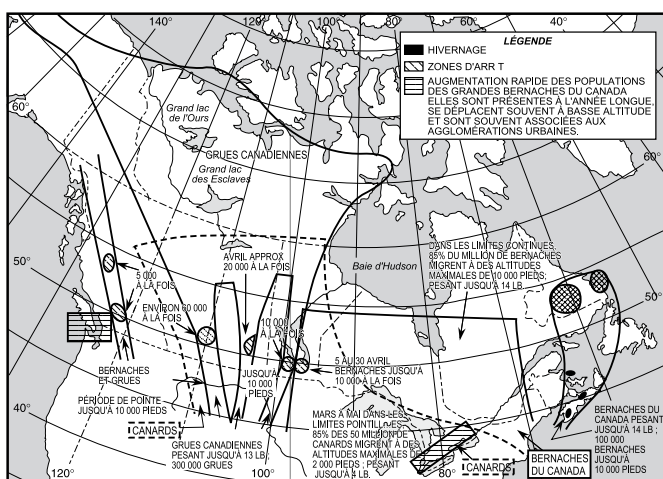 140°
120°
100°
80°
60°
40°
LÉGENDE
HIVERNAGE
ZONES D'ARR T
AUGMENTATION RAPIDE DES POPULATIONS
DES GRANDES BERNACHES DU CANADA
ELLES SONT PRÉSENTES À L'ANNÉE LONGUE,
SE DÉPLACENT SOUVENT À BASSE ALTITUDE
ET SONT SOUVENT ASSOCIÉES AUX
AGGLOMÉRATIONS URBAINES.
60°
Grand lac
de l'Ours
GRUES CANADIENNES
Grand lac
des Esclaves
60°
50°
5 000
À LA FOIS
AVRIL APPROX
20 000 À LA FOIS
Baie d'Hudson
DANS LES LIMITES CONTINUES,
85% DU MILLION DE BERNACHES
MIGRENT À DES ALTITUDES
MAXIMALES DE 10 000 PIEDS;
PESANT JUSQU'À 14 LB.
50°
ENVIRON 60 000
À LA FOIS
10 000
À LA FOIS
BERNACHES
ET GRUES
JUSQU'À
10 000
PIEDS
5 AU 30 AVRIL
BERNACHES JUSQU'À
10 000 À LA FOIS
PÉRIODE DE POINTE
JUSQU'À 10 000 PIEDS
40°
CANARDS
GRUES CANADIENNES
PESANT JUSQU'À 13 LB
300 000 GRUES
MARS À MAI DANS LES
LIMITES POINTILLÉES
85% DES 50 MILLION DE
CANARDS MIGRENT À DES
ALTITUDES MAXIMALES DE
2 000 PIEDS ; PESANT
JUSQU'À 4 LB.
CANARDS
BERNACHES
DU CANADA
BERNACHES DU
CANADA PESANT
JUSQU'À 14 LB ;
100 000
BERNACHES
JUSQU'À
10 000 PIEDS
40°
120°
100°
80°